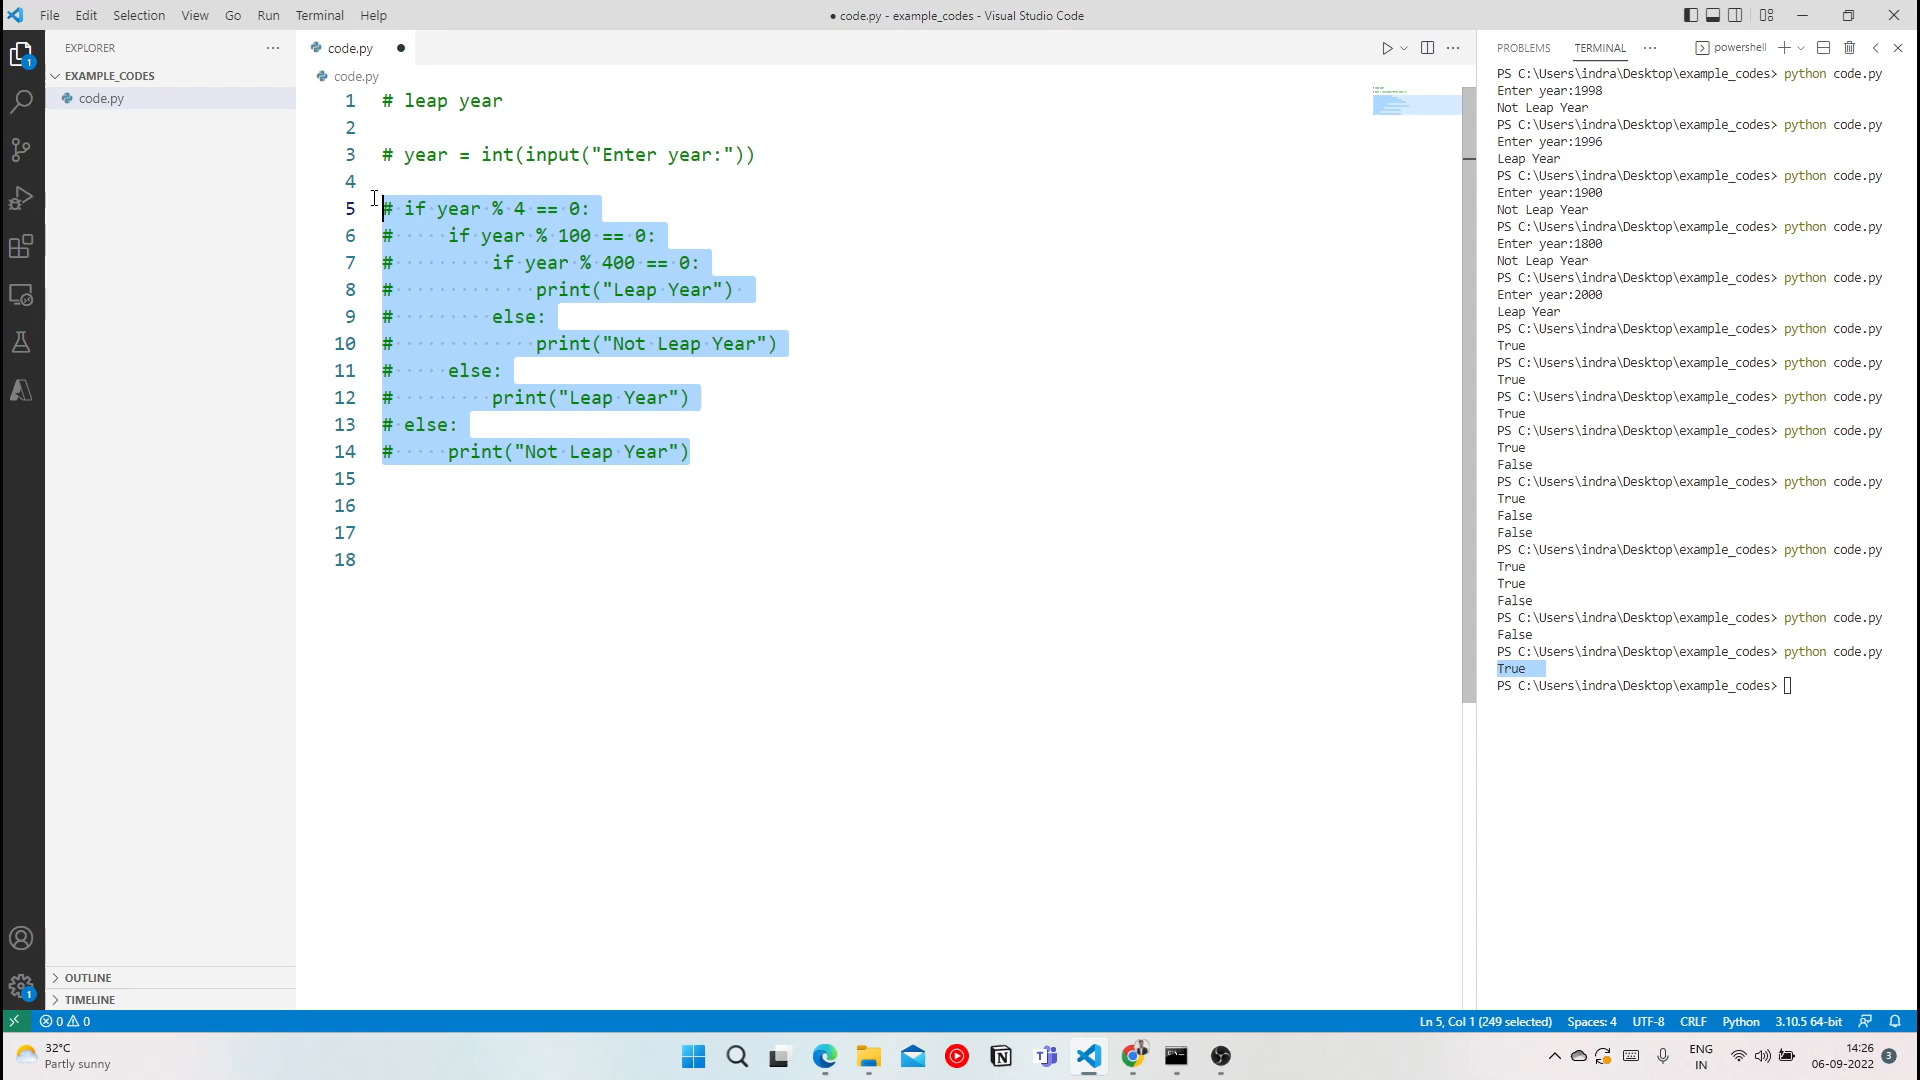 File Edit Selection View Go Run Terminal Help
● code.py - example_codes - Visual Studio Code
EXPLORER
EXAMPLE_CODES
code.py
OUTLINE
TIMELINE
code.py
code.py
1 # leap year
2
3 # year = int(input("Enter year:"))
4
5 # if year % 4 == 0:
6 #     if year % 100 == 0:
7 #         if year % 400 == 0:
8 #             print("Leap Year")
9 #         else:
10 #             print("Not Leap Year")
11 #     else:
12 #         print("Leap Year")
13 # else:
14 #     print("Not Leap Year")
15
16
17
18
PROBLEMS TERMINAL powershell
PS C:\Users\indra\Desktop\example_codes> python code.py
Enter year:1998
Not Leap Year
PS C:\Users\indra\Desktop\example_codes> python code.py
Enter year:1996
Leap Year
PS C:\Users\indra\Desktop\example_codes> python code.py
Enter year:1900
Not Leap Year
PS C:\Users\indra\Desktop\example_codes> python code.py
Enter year:1800
Not Leap Year
PS C:\Users\indra\Desktop\example_codes> python code.py
Enter year:2000
Leap Year
PS C:\Users\indra\Desktop\example_codes> python code.py
True
PS C:\Users\indra\Desktop\example_codes> python code.py
True
PS C:\Users\indra\Desktop\example_codes> python code.py
True
PS C:\Users\indra\Desktop\example_codes> python code.py
True
False
PS C:\Users\indra\Desktop\example_codes> python code.py
True
False
False
PS C:\Users\indra\Desktop\example_codes> python code.py
True
True
False
PS C:\Users\indra\Desktop\example_codes> python code.py
False
PS C:\Users\indra\Desktop\example_codes> python code.py
True
PS C:\Users\indra\Desktop\example_codes>
1
1
0 0
Ln 5, Col 1 (249 selected) Spaces: 4 UTF-8 CRLF Python 3.10.5 64-bit
32°C
Partly sunny
ENG
IN
14:26
06-09-2022
3